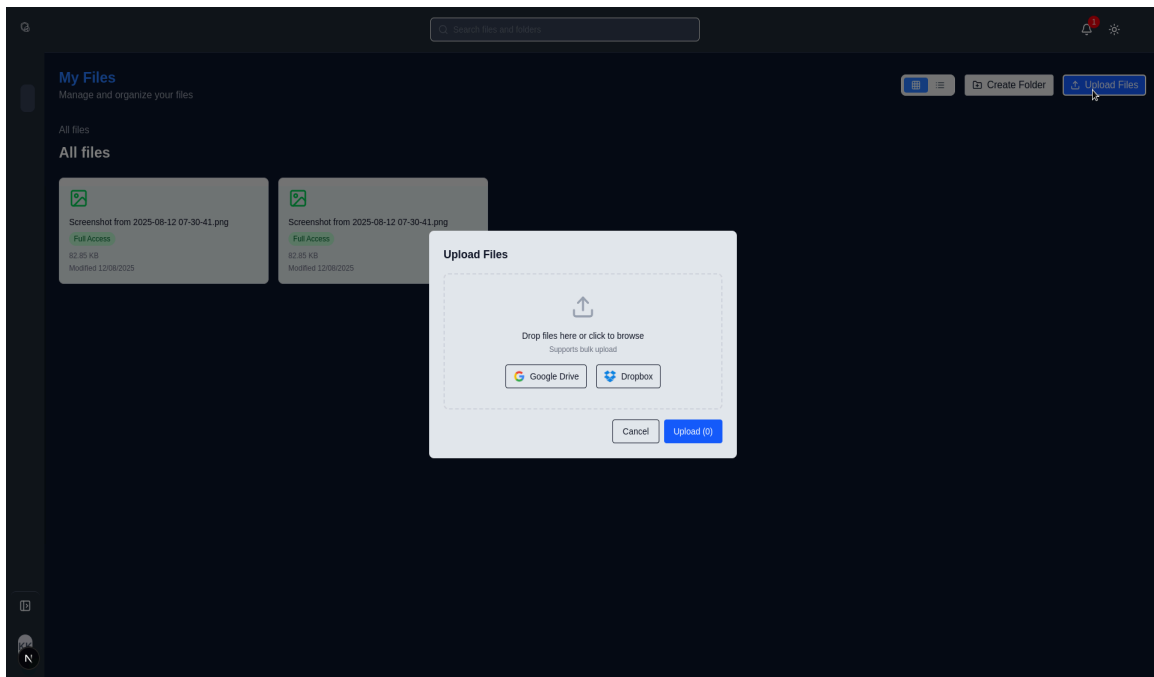 Search files and folders
1
My Files
Manage and organize your files
Create Folder
Upload Files
All files
All files
Screenshot from 2025-08-12 07-30-41.png
Full Access
82.85 KB
Modified 12/08/2025
Screenshot from 2025-08-12 07-30-41.png
Full Access
82.85 KB
Modified 12/08/2025
Upload Files
Drop files here or click to browse
Supports bulk upload
Google Drive
Dropbox
Cancel
Upload (0)
N